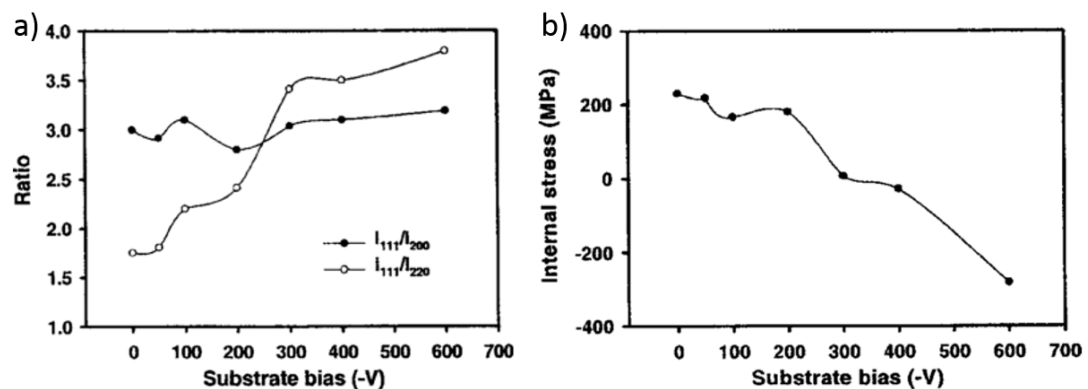 a)
4.0
3.5
3.0
2.5
2.0
1.5
1.0
Ratio
0 100 200 300 400 500 600 700
Substrate bias (-V)
I111/I200
I111/I220
b)
400
200
0
-200
-400
Internal stress (MPa)
0 100 200 300 400 500 600 700
Substrate bias (-V)